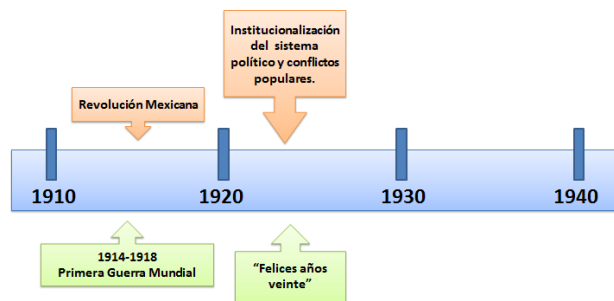 Institucionalización
del sistema
político y conflictos
populares.
Revolución Mexicana
1910
1920
1930
1940
1914-1918
Primera Guerra Mundial
“Felices años
veinte”